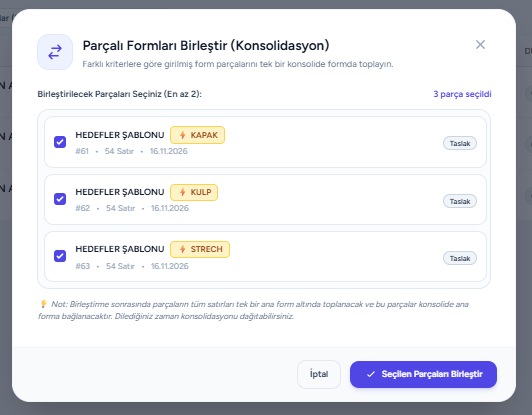 Parçalı Formları Birleştir (Konsolidasyon)
Farklı kriterlere göre girilmiş form parçalarını tek bir konsolide formda toplayın.
Birleştirilecek Parçaları Seçiniz (En az 2):
3 parça seçildi
HEDEFLER ŞABLONU KAPAK
#61 • 54 Satır • 16.11.2026
Taslak
HEDEFLER ŞABLONU KULP
#62 • 54 Satır • 16.11.2026
Taslak
HEDEFLER ŞABLONU STRECH
#63 • 54 Satır • 16.11.2026
Taslak
Not: Birleştirme sonrasında parçaların tüm satırları tek bir ana form altında toplanacak ve bu parçalar konsolide ana
forma bağlanacaktır. Dilediğiniz zaman konsolidasyonu dağıtabilirsiniz.
İptal
Seçilen Parçaları Birleştir